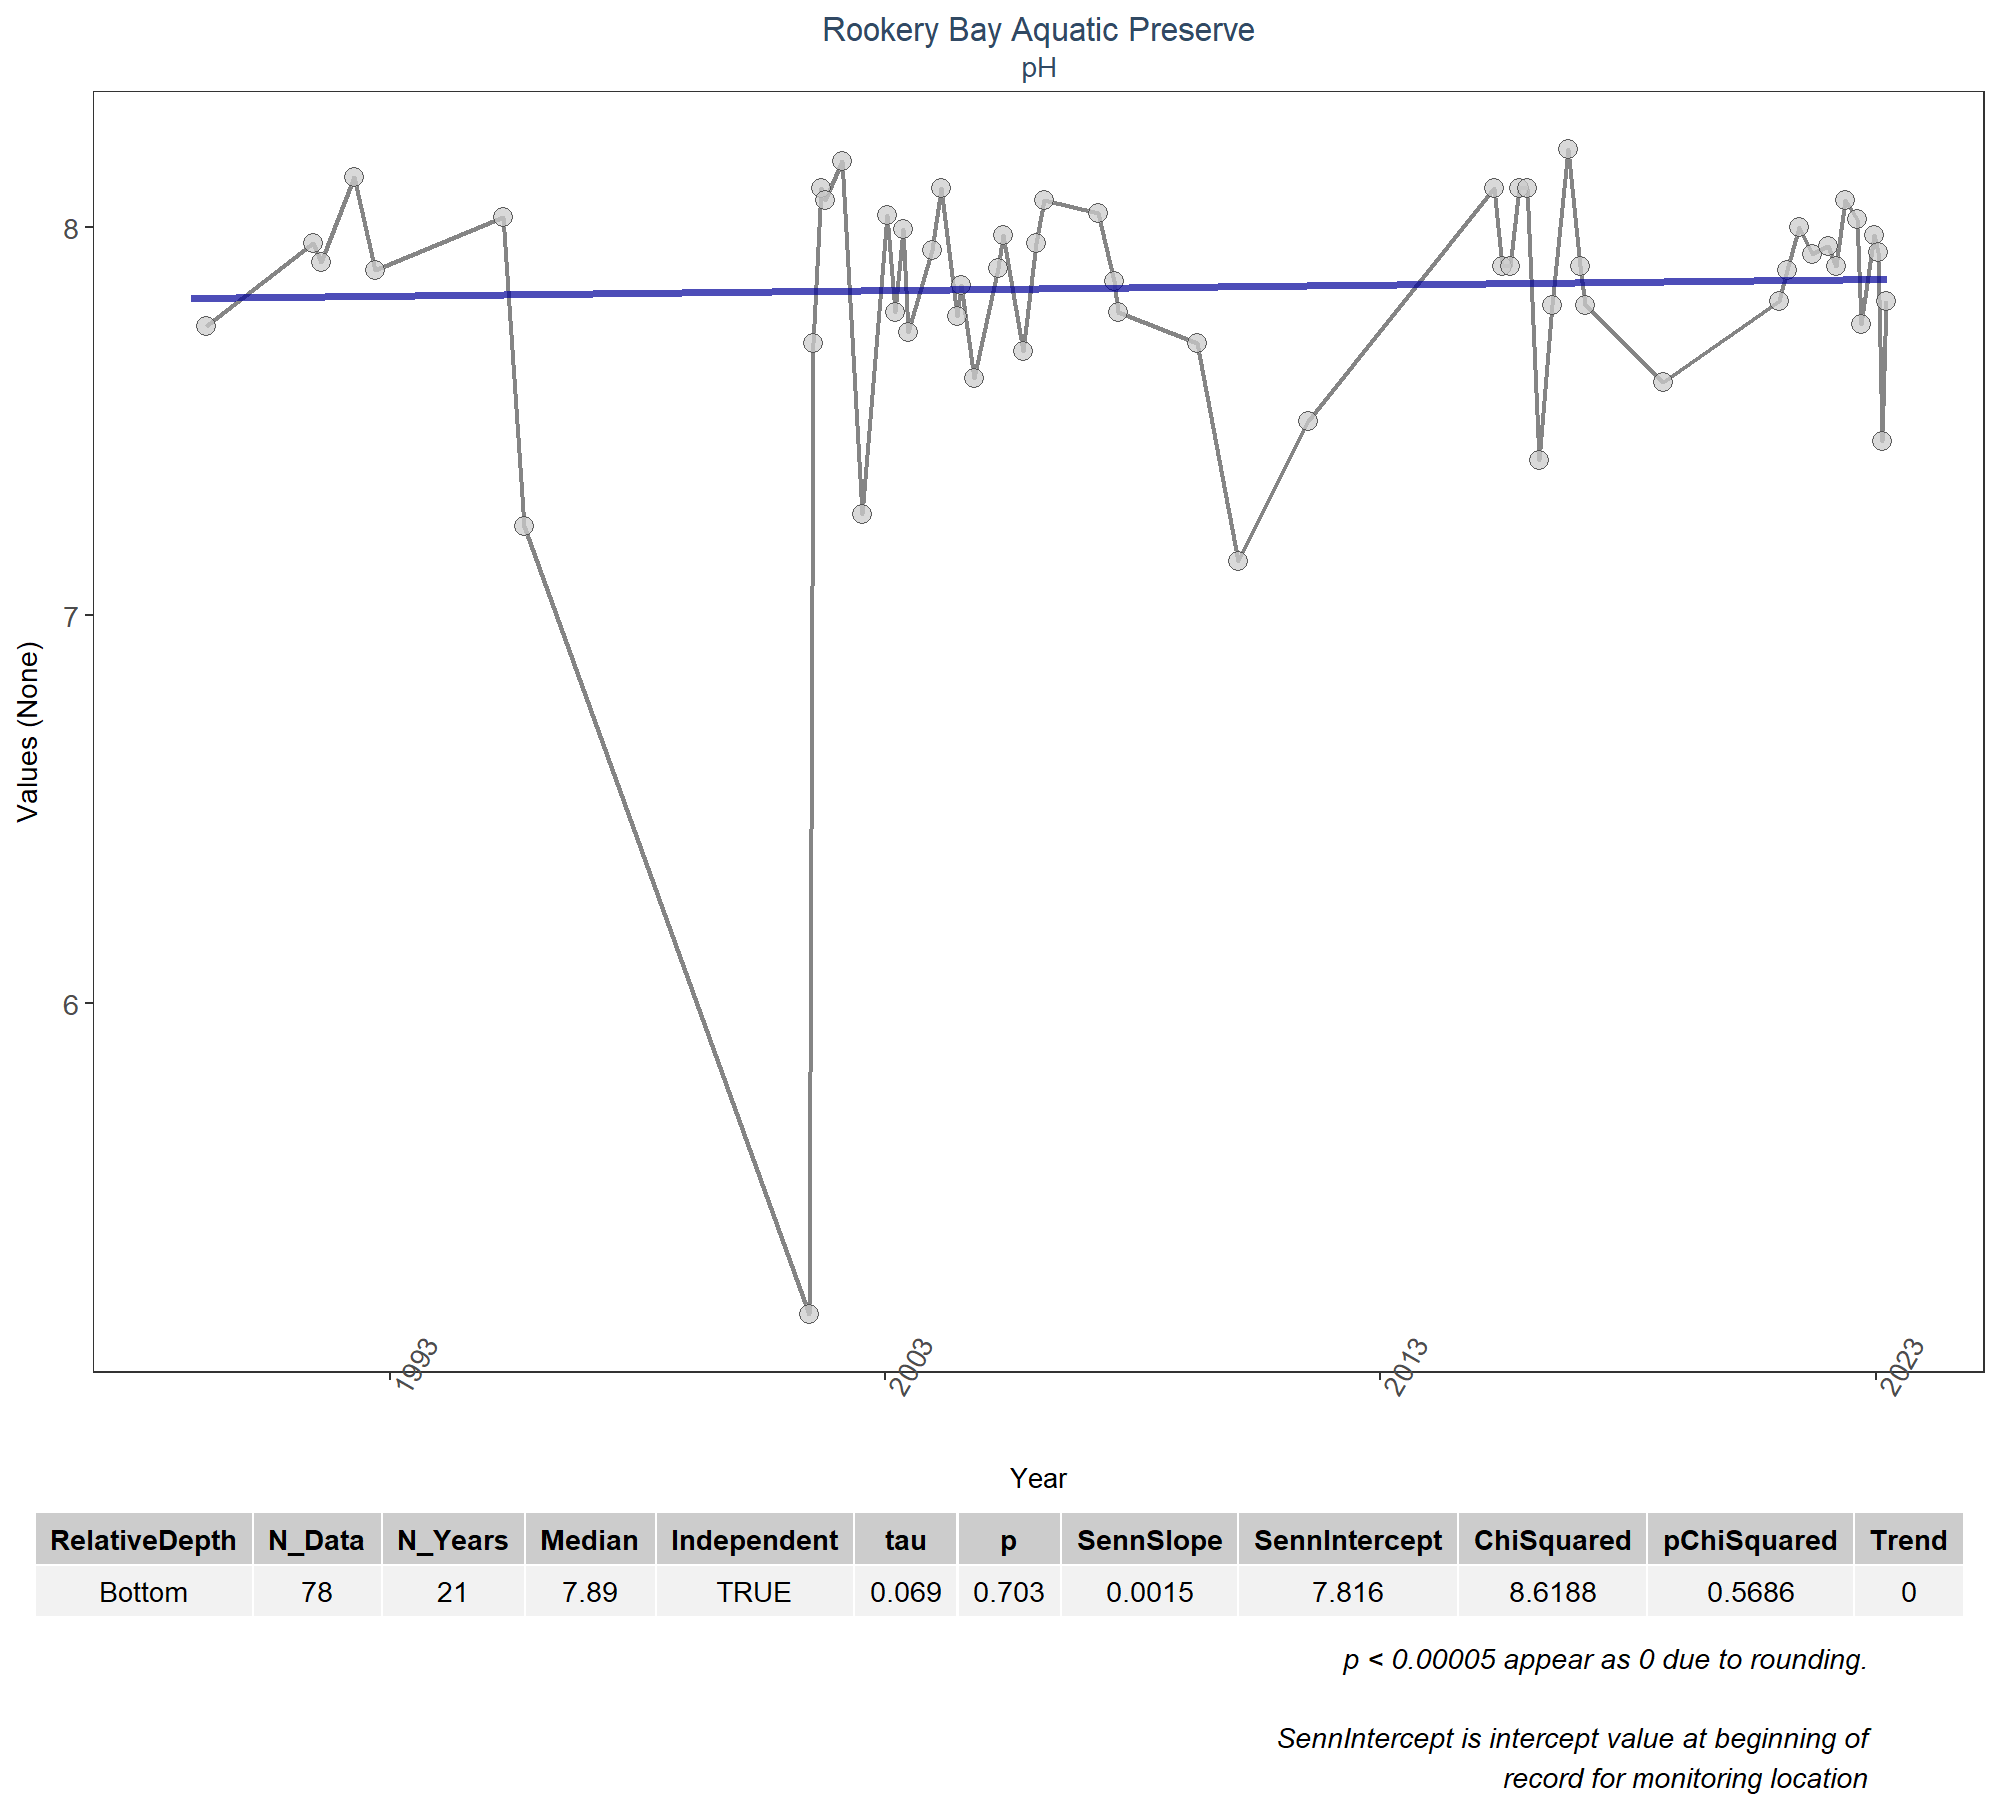 Rookery Bay Aquatic Preserve
pH
8
7
6
Values (None)
1993
2003
2013
2023
Year
RelativeDepth N_Data N_Years Median Independent tau p SennSlope SennIntercept ChiSquared pChiSquared Trend
Bottom 78 21 7.89 TRUE 0.069 0.703 0.0015 7.816 8.6188 0.5686 0
p < 0.00005 appear as 0 due to rounding.
SennIntercept is intercept value at beginning of
record for monitoring location